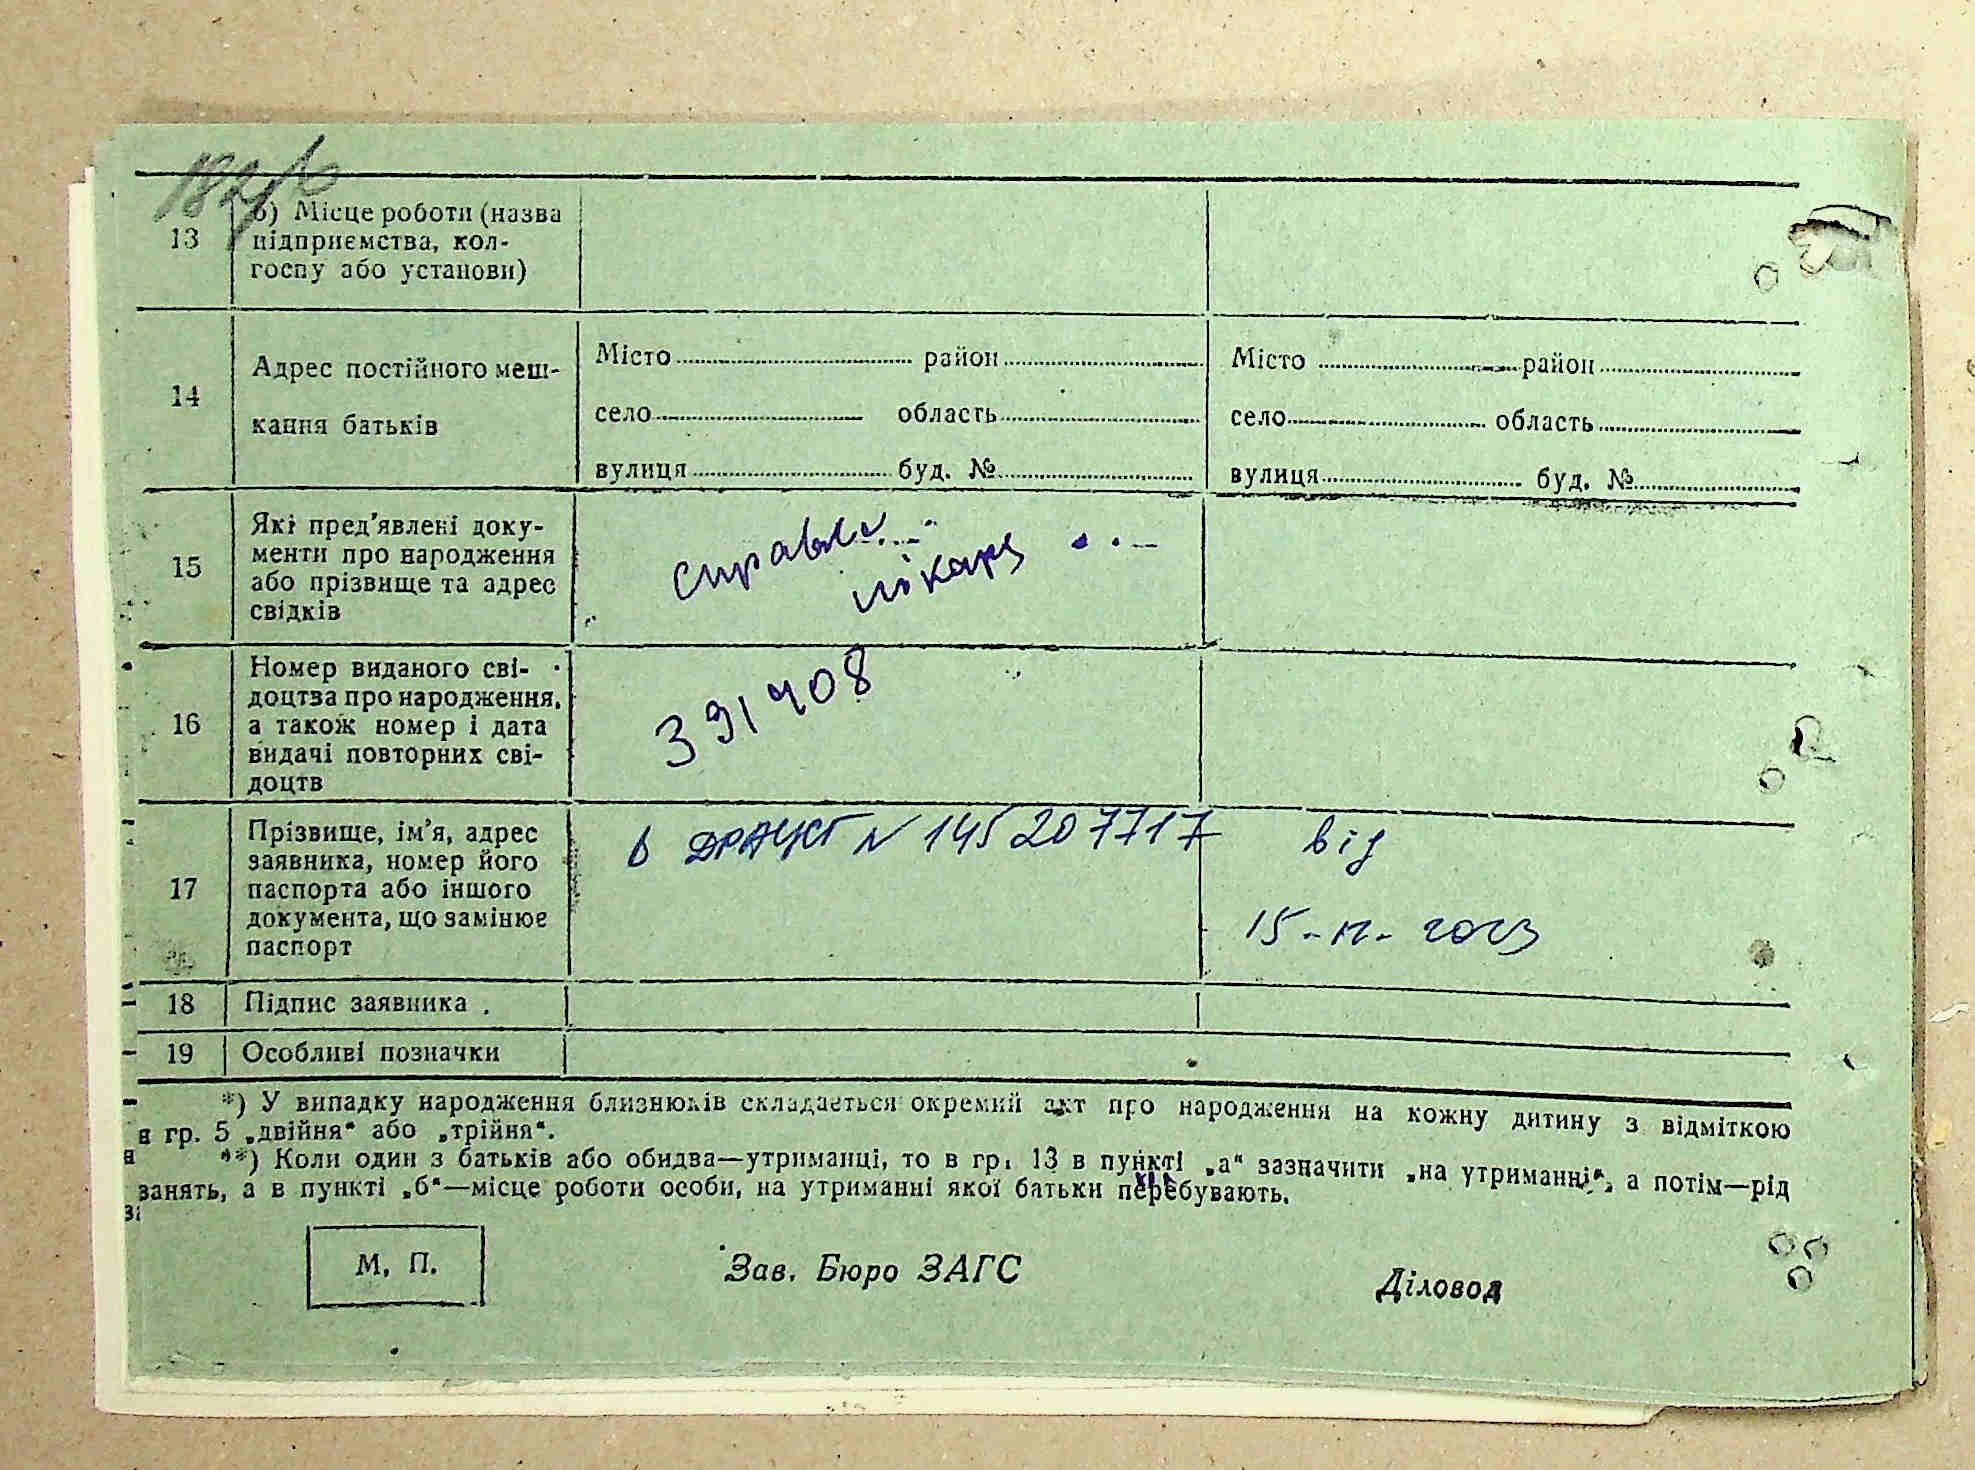 13
б) Місце роботи (назва
підприємства, кол-
госпу або установи)
14
Адрес постійного меш-
кання батьків
Місто район
село область
вулиця буд. №
Місто район
село область
вулиця буд. №
15
Які пред'явлені доку-
менти про народження
або прізвище та адрес
свідків
справка
лікаря
16
Номер виданого сві-
доцтва про народження,
а також номер і дата
видачі повторних сві-
доцтв
391408
17
Прізвище, ім'я, адрес
заявника, номер його
паспорта або іншого
документа, що замінює
паспорт
в ДРАЦСГ N 145207717 від
15-12-2023
18 Підпис заявника
19 Особливі позначки
*) У випадку народження близнюків складається окремий акт про народження на кожну дитину з відміткою
в гр. 5 „двійня“ або „трійня“.
**) Коли один з батьків або обидва—утриманці, то в гр. 13 в пункті „а“ зазначити „на утриманні“, а потім—рід
занять, а в пункті „б“—місце роботи особи, на утриманні якої батьки перебувають.
М. П.
Зав. Бюро ЗАГС
Діловод